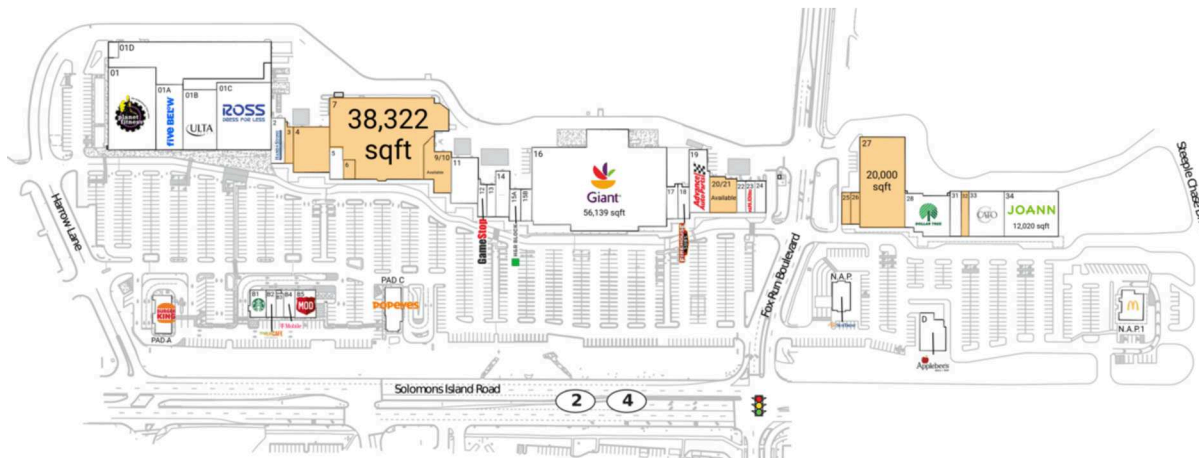 01D
01
planet fitness
01A
five BEL°W
01B
ULTA
01C
ROSS
DRESS FOR LESS
2
3
4
5
6
7
38,322
sqft
9/10
Available
11
12
GameStop
13
14
15A
H&R BLOCK
15B
16
Giant
56,139 sqft
17
18
19
Advance
Auto Parts
20/21
Available
22
23
24
25
26
27
20,000
sqft
28
DOLLAR TREE
31
32
33
CATO
34
JOANN
12,020 sqft
Steeple Chase
Harrow Lane
Fox Run Boulevard
BURGER
KING
PAD A
B1
B2
B4
B5
MOD
T Mobile
PAD C
POPEYES
N.A.P.
D
Applebee's
N.A.P.1
Solomons Island Road
2
4